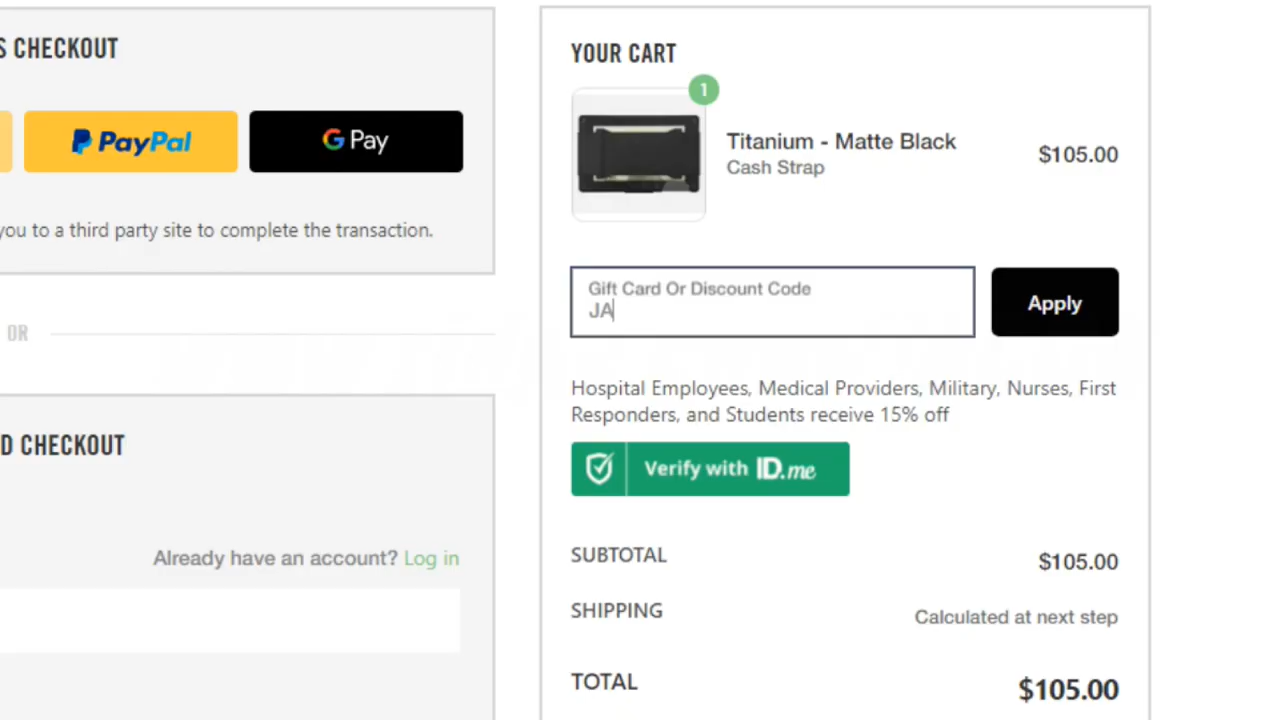 S CHECKOUT
PayPal
G Pay
you to a third party site to complete the transaction.
OR
D CHECKOUT
Already have an account? Log in
YOUR CART
1
Titanium - Matte Black
Cash Strap
$105.00
Gift Card Or Discount Code
JA
Apply
Hospital Employees, Medical Providers, Military, Nurses, First
Responders, and Students receive 15% off
Verify with ID.me
SUBTOTAL
$105.00
SHIPPING
Calculated at next step
TOTAL
$105.00